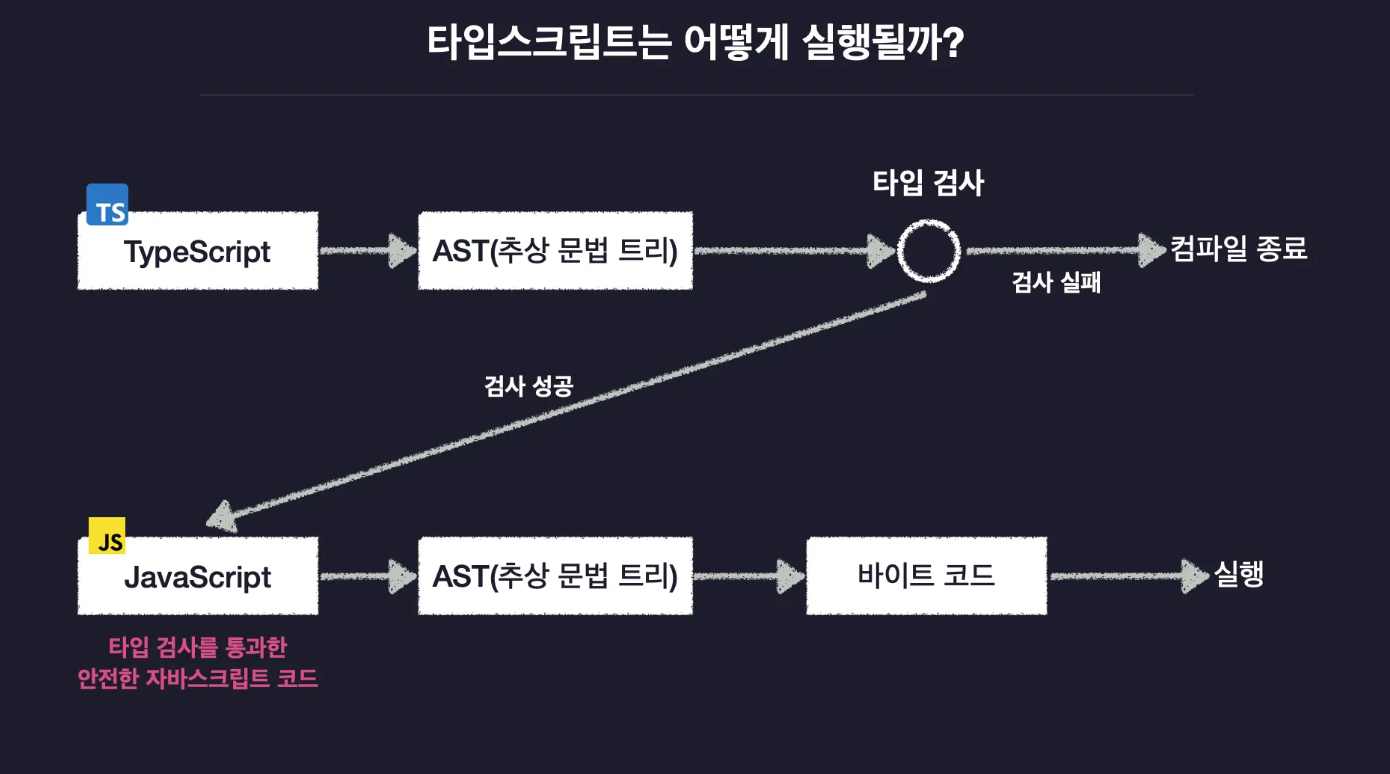 타입스크립트는 어떻게 실행될까?
타입 검사
TS
TypeScript
AST(추상 문법 트리)
컴파일 종료
검사 실패
검사 성공
JS
JavaScript
AST(추상 문법 트리)
바이트 코드
실행
타입 검사를 통과한
안전한 자바스크립트 코드